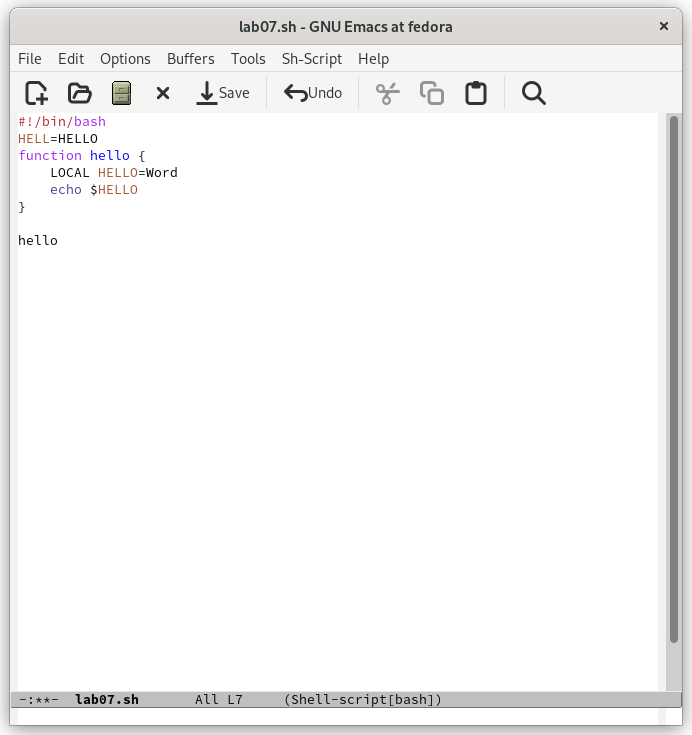 lab07.sh - GNU Emacs at fedora
File Edit Options Buffers Tools Sh-Script Help
Save Undo
#!/bin/bash
HELL=HELLO
function hello {
    LOCAL HELLO=Word
    echo $HELLO
}
hello
-:**-  lab07.sh       All L7     (Shell-script[bash])